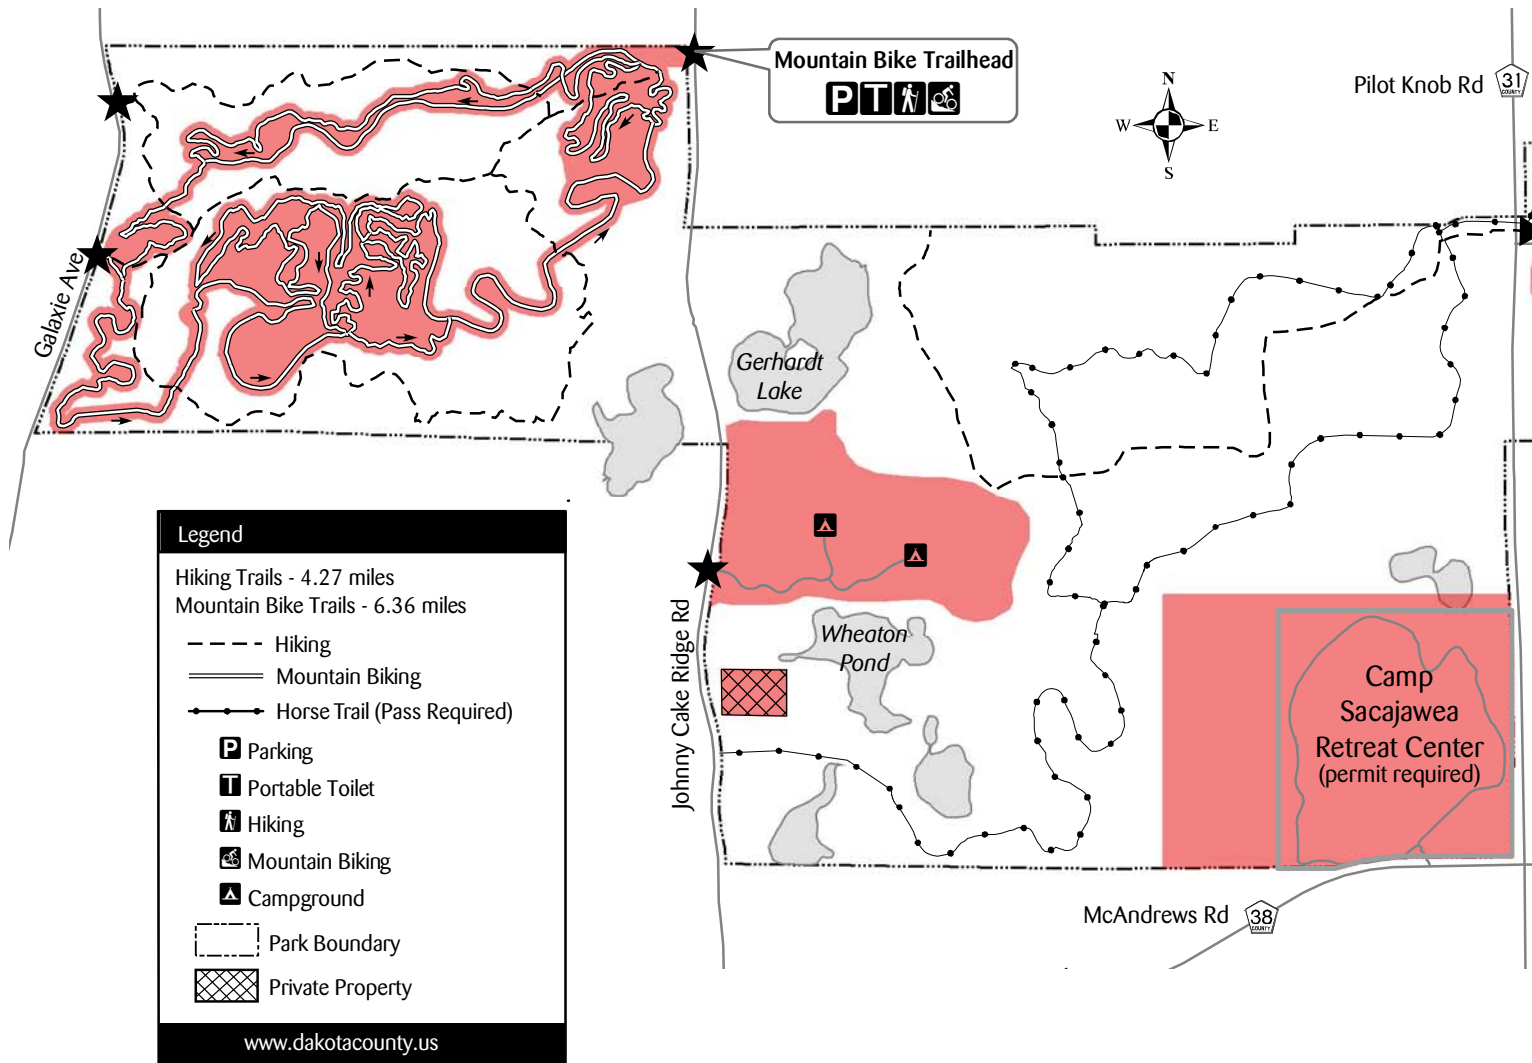 Mountain Bike Trailhead
P T
Pilot Knob Rd
31
COUNTY
N
W E
S
Galaxie Ave
Gerhardt
Lake
Legend
Hiking Trails - 4.27 miles
Mountain Bike Trails - 6.36 miles
Hiking
Mountain Biking
Horse Trail (Pass Required)
P Parking
T Portable Toilet
Hiking
Mountain Biking
Campground
Park Boundary
Private Property
www.dakotacounty.us
Johnny Cake Ridge Rd
Wheaton
Pond
Camp
Sacajawea
Retreat Center
(permit required)
McAndrews Rd
38
COUNTY